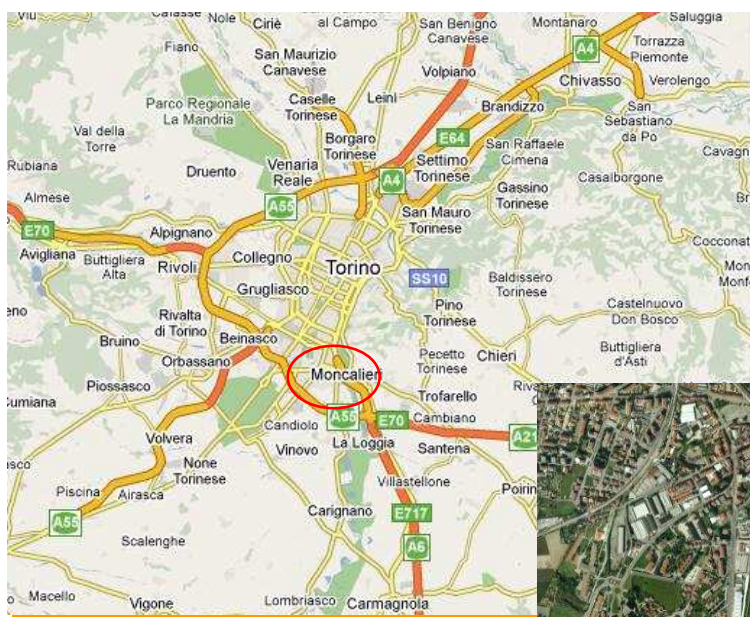 Viù
Cafasse
Nole
Ciriè
al Campo
San Benigno
Canavese
Montanaro
Saluggia
Fiano
San Maurizio
Canavese
A4
Torrazza
Piemonte
Volpiano
Chivasso
Verolengo
Parco Regionale
La Mandria
Caselle
Torinese
Leinì
Brandizzo
San
Sebastiano
da Po
Val della
Torre
Borgaro
Torinese
E64
San Raffaele
Cimena
Rubiana
Druento
Venaria
Reale
Settimo
Torinese
A4
Casalborgone
Almese
A55
Gassino
Torinese
San Mauro
Torinese
E70
Alpignano
Avigliana
Buttigliera
Alta
Rivoli
Collegno
Torino
SS10
Baldissero
Torinese
Grugliasco
Pino
Torinese
Castelnuovo
Don Bosco
Rivalta
di Torino
Bruino
Beinasco
Orbassano
Pecetto
Torinese
Chieri
Buttigliera
d'Asti
Piossasco
Moncalieri
Cumiana
Trofarello
A55
E70
Cambiano
A21
Candiolo
La Loggia
Volvera
Vinovo
Santena
None
Torinese
Villastellone
Piscina
Airasca
Carignano
E717
A55
A6
Scalenghe
Macello
Vigone
Lombriasco
Carmagnola